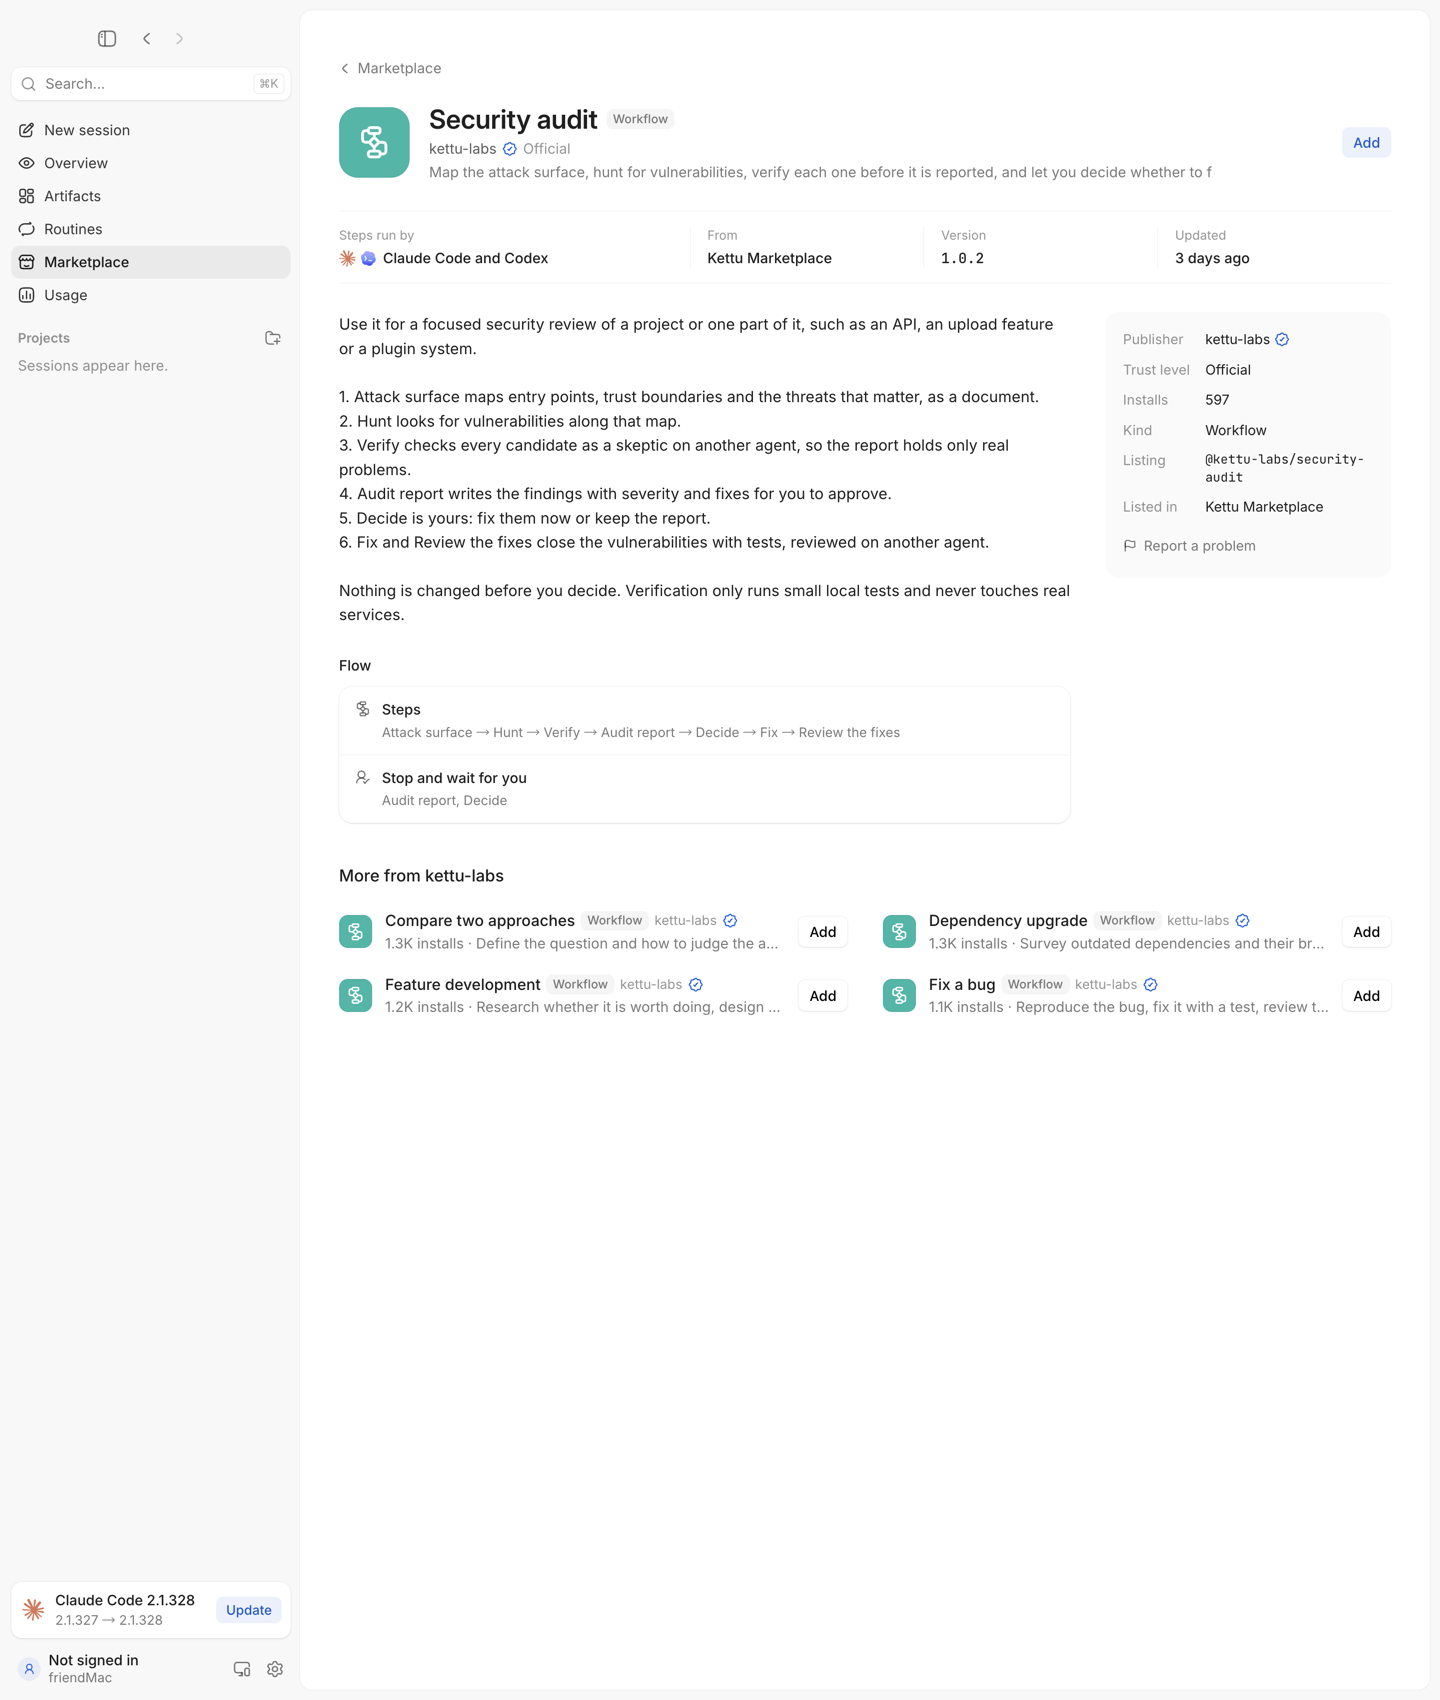 Search...
⌘K
New session
Overview
Artifacts
Routines
Marketplace
Usage
Projects
Sessions appear here.
Claude Code 2.1.328
2.1.327 → 2.1.328
Update
Not signed in
friendMac
Marketplace
Security audit
Workflow
kettu-labs Official
Map the attack surface, hunt for vulnerabilities, verify each one before it is reported, and let you decide whether to f
Add
Steps run by
Claude Code and Codex
From
Kettu Marketplace
Version
1.0.2
Updated
3 days ago
Use it for a focused security review of a project or one part of it, such as an API, an upload feature
or a plugin system.
1. Attack surface maps entry points, trust boundaries and the threats that matter, as a document.
2. Hunt looks for vulnerabilities along that map.
3. Verify checks every candidate as a skeptic on another agent, so the report holds only real
problems.
4. Audit report writes the findings with severity and fixes for you to approve.
5. Decide is yours: fix them now or keep the report.
6. Fix and Review the fixes close the vulnerabilities with tests, reviewed on another agent.
Nothing is changed before you decide. Verification only runs small local tests and never touches real
services.
Publisher kettu-labs
Trust level Official
Installs 597
Kind Workflow
Listing @kettu-labs/security-
audit
Listed in Kettu Marketplace
Report a problem
Flow
Steps
Attack surface → Hunt → Verify → Audit report → Decide → Fix → Review the fixes
Stop and wait for you
Audit report, Decide
More from kettu-labs
Compare two approaches Workflow kettu-labs
1.3K installs · Define the question and how to judge the a...
Add
Dependency upgrade Workflow kettu-labs
1.3K installs · Survey outdated dependencies and their br...
Add
Feature development Workflow kettu-labs
1.2K installs · Research whether it is worth doing, design ...
Add
Fix a bug Workflow kettu-labs
1.1K installs · Reproduce the bug, fix it with a test, review t...
Add